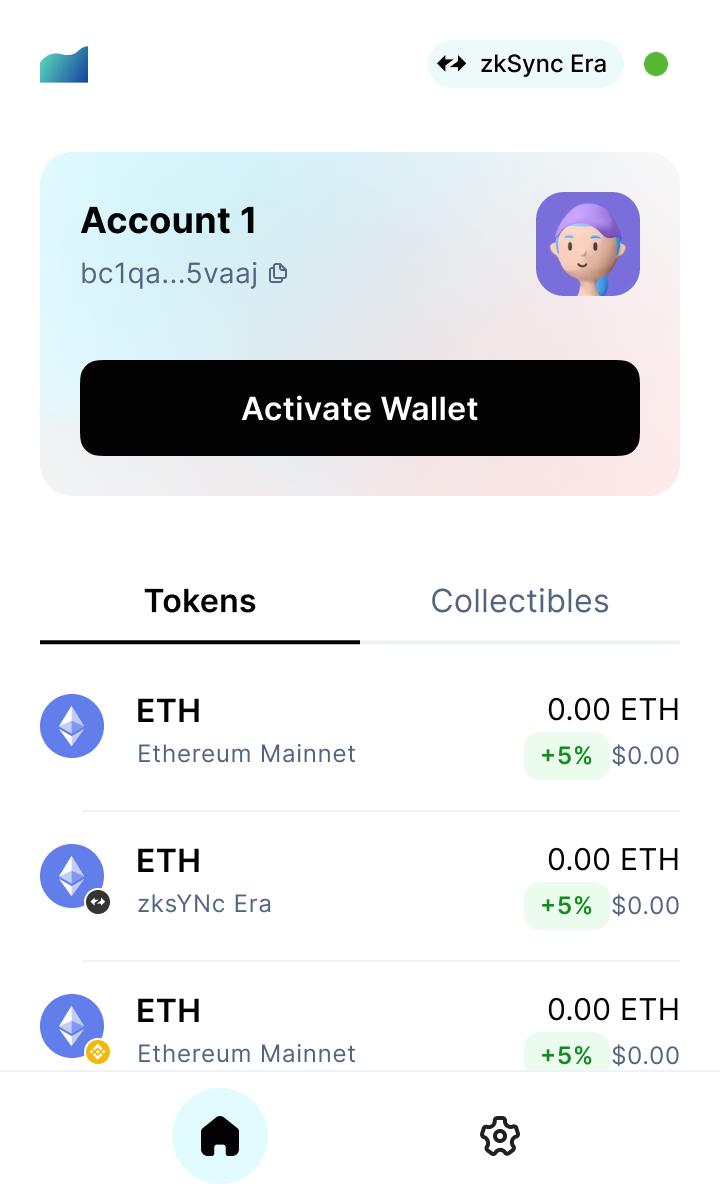 zkSync Era
Account 1
bc1qa...5vaaj
Activate Wallet
Tokens
Collectibles
ETH
0.00 ETH
Ethereum Mainnet
+5% $0.00
ETH
0.00 ETH
zksYNc Era
+5% $0.00
ETH
0.00 ETH
Ethereum Mainnet
+5% $0.00